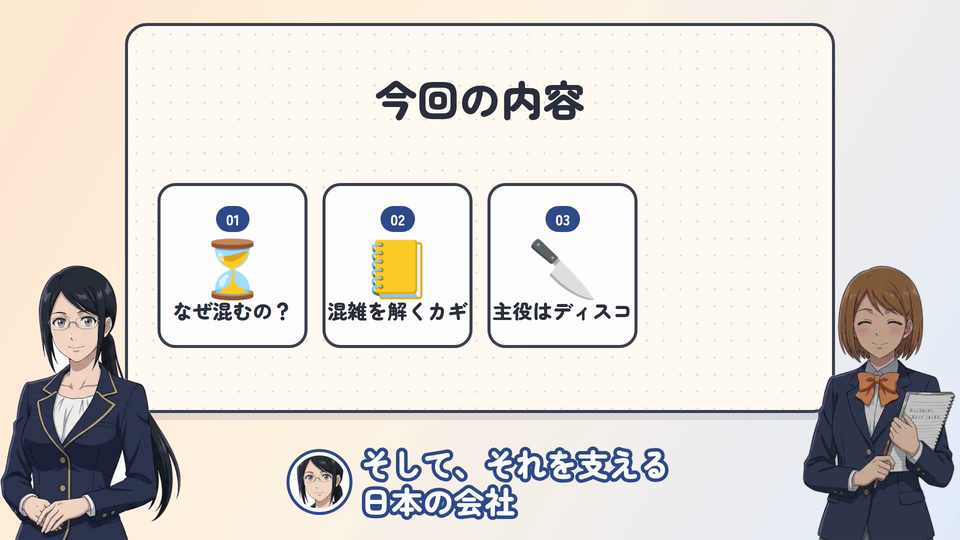 今回の内容
01
なぜ混むの？
02
混雑を解くカギ
03
主役はディスコ
そして、それを支える
日本の会社